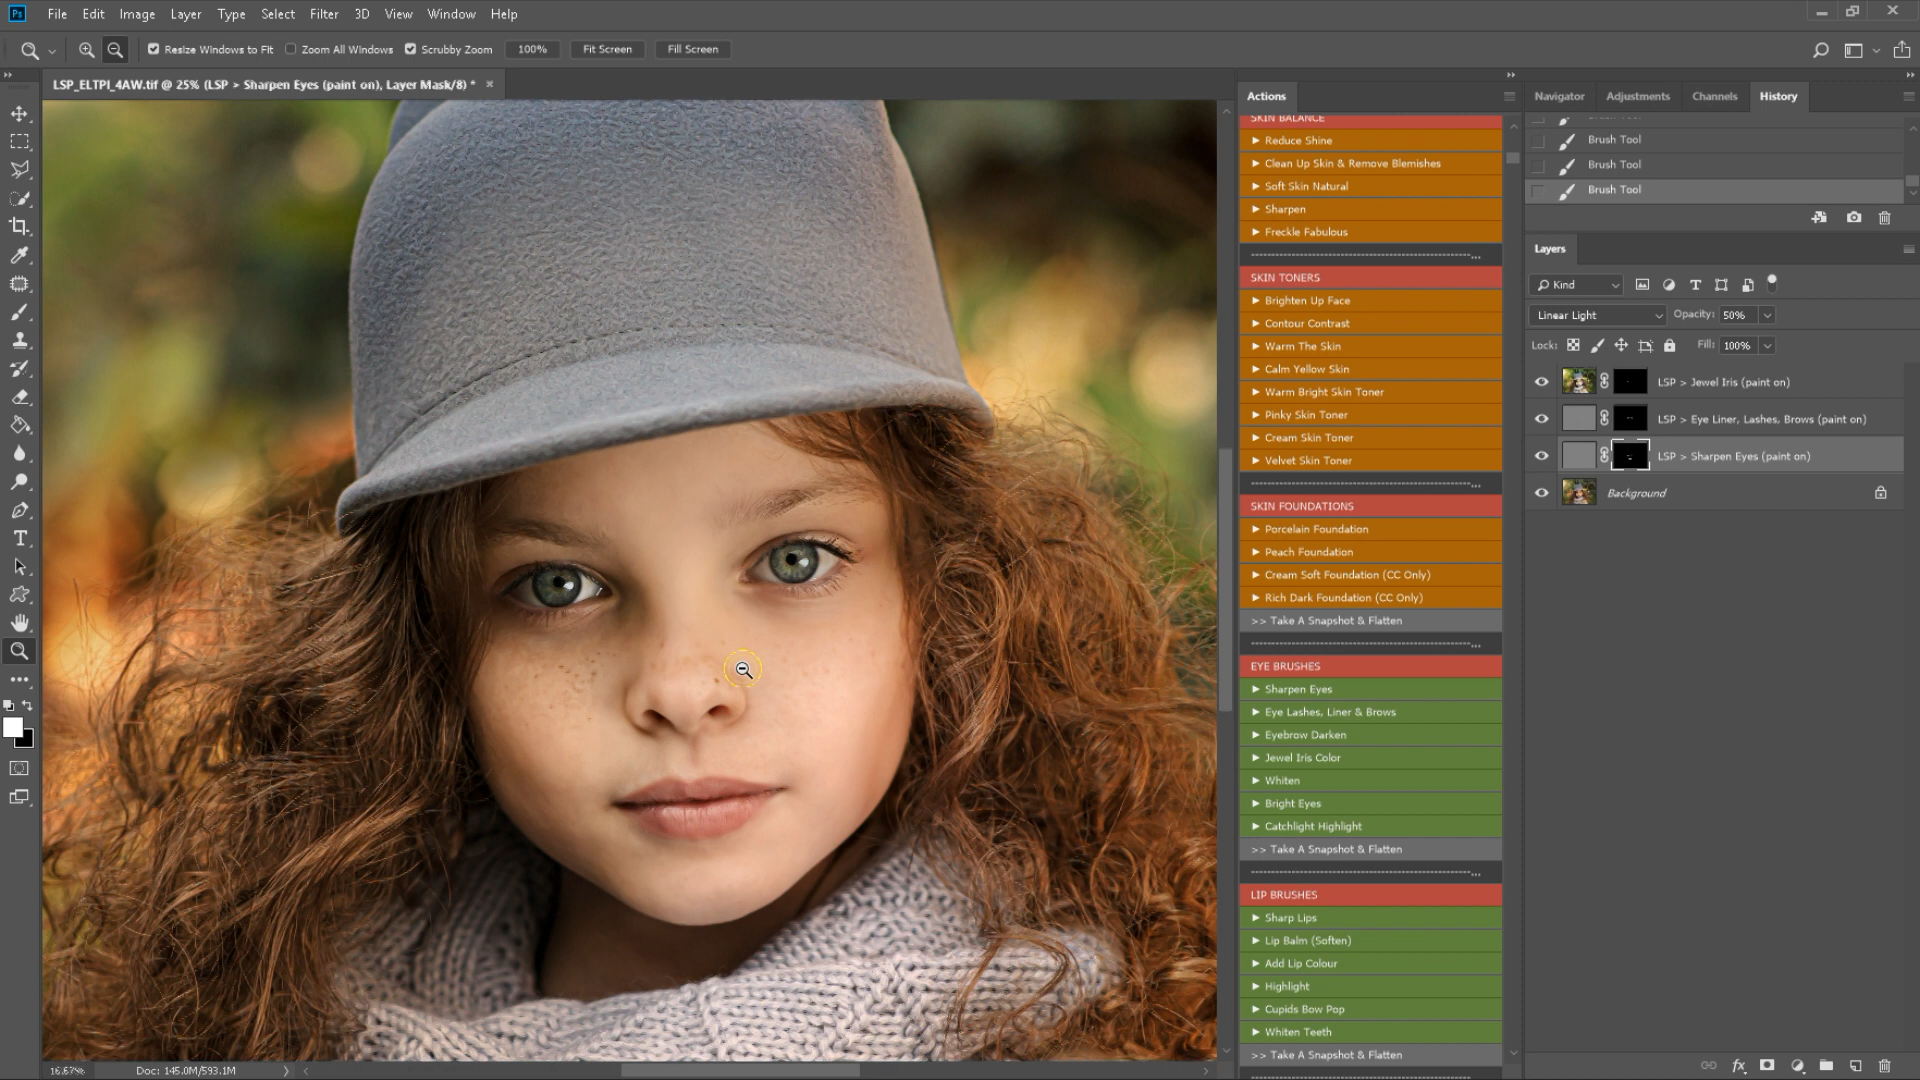 Ps File Edit Image Layer Type Select Filter 3D View Window Help
Resize Windows to Fit Zoom All Windows Scrubby Zoom 100% Fit Screen Fill Screen
LSP_ELTPI_4AW.tif @ 25% (LSP > Sharpen Eyes (paint on), Layer Mask/8) *
16.67% Doc: 145.0M/593.1M
Actions
SKIN BALANCE
Reduce Shine
Clean Up Skin & Remove Blemishes
Soft Skin Natural
Sharpen
Freckle Fabulous
SKIN TONERS
Brighten Up Face
Contour Contrast
Warm The Skin
Calm Yellow Skin
Warm Bright Skin Toner
Pinky Skin Toner
Cream Skin Toner
Velvet Skin Toner
SKIN FOUNDATIONS
Porcelain Foundation
Peach Foundation
Cream Soft Foundation (CC Only)
Rich Dark Foundation (CC Only)
>> Take A Snapshot & Flatten
EYE BRUSHES
Sharpen Eyes
Eye Lashes, Liner & Brows
Eyebrow Darken
Jewel Iris Color
Whiten
Bright Eyes
Catchlight Highlight
>> Take A Snapshot & Flatten
LIP BRUSHES
Sharp Lips
Lip Balm (Soften)
Add Lip Colour
Highlight
Cupids Bow Pop
Whiten Teeth
>> Take A Snapshot & Flatten
Navigator Adjustments Channels History
Brush Tool
Brush Tool
Brush Tool
Layers
Kind
Linear Light Opacity: 50%
Lock: Fill: 100%
LSP > Jewel Iris (paint on)
LSP > Eye Liner, Lashes, Brows (paint on)
LSP > Sharpen Eyes (paint on)
Background